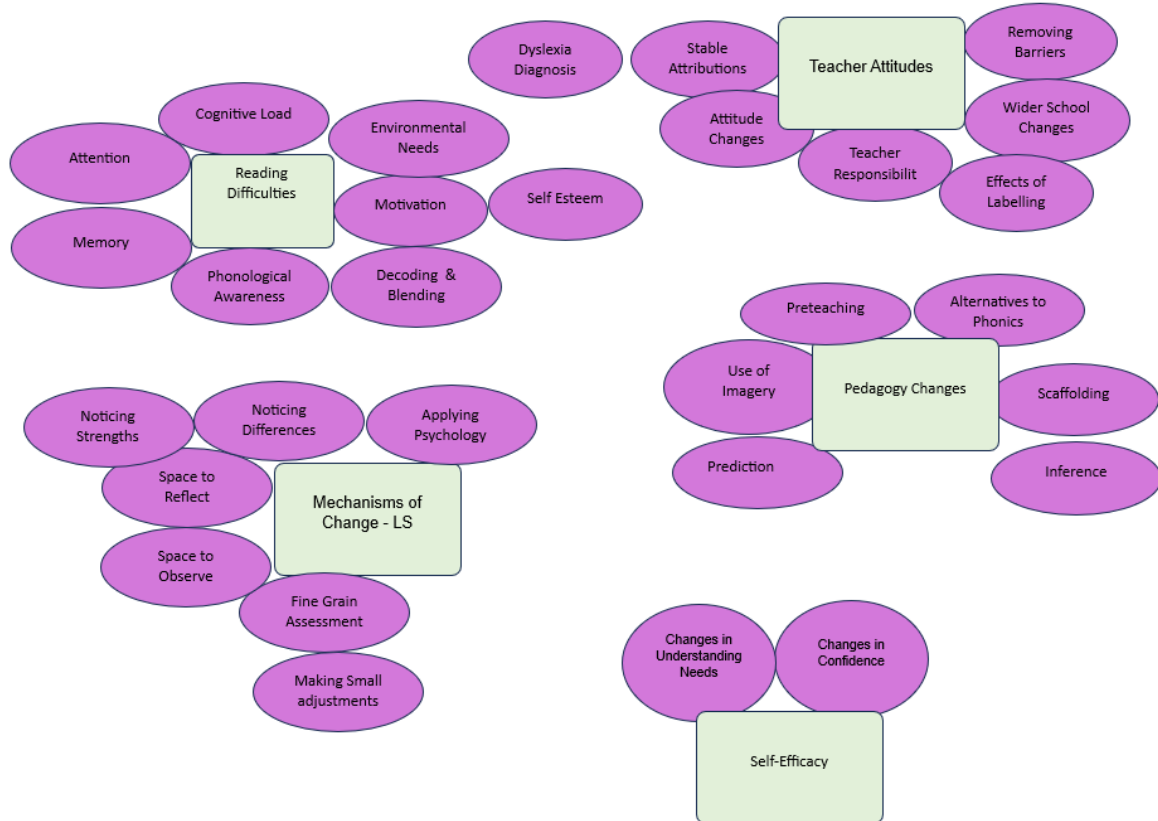 Dyslexia
Diagnosis
Stable
Attributions
Teacher Attitudes
Removing
Barriers
Attitude
Changes
Teacher
Responsibilit
Wider School
Changes
Effects of
Labelling
Cognitive Load
Attention
Environmental
Needs
Reading
Difficulties
Motivation
Self Esteem
Memory
Phonological
Awareness
Decoding &
Blending
Preteaching
Alternatives to
Phonics
Use of
Imagery
Pedagogy Changes
Scaffolding
Prediction
Inference
Noticing
Strengths
Noticing
Differences
Applying
Psychology
Space to
Reflect
Mechanisms of
Change - LS
Space to
Observe
Fine Grain
Assessment
Making Small
adjustments
Changes in
Understanding
Needs
Changes in
Confidence
Self-Efficacy